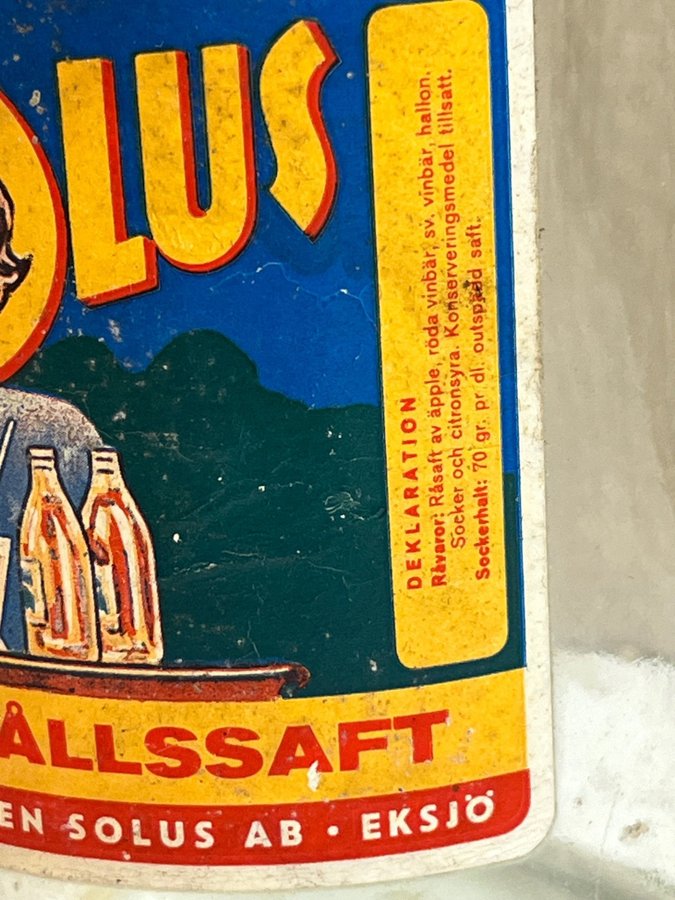 OLUS
DEKLARATION
Råvaror: Råsaft av äpple, röda vinbär, sv. vinbär, hallon.
Socker och citronsyra. Konserveringsmedel tillsatt.
Sockerhalt: 70 gr. pr dl. outspädd saft.
ÅLLSSAFT
EN SOLUS AB · EKSJÖ